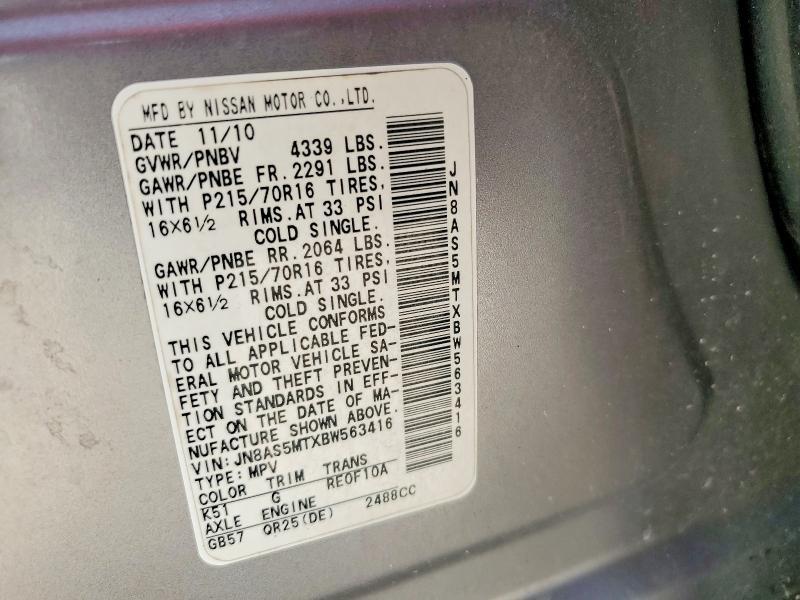 MFD BY NISSAN MOTOR CO.,LTD.
DATE 11/10
GVWR/PNBV 4339 LBS.
GAWR/PNBE FR. 2291 LBS.
WITH P215/70R16 TIRES,
16×6½ RIMS.AT 33 PSI
COLD SINGLE.
GAWR/PNBE RR. 2064 LBS.
WITH P215/70R16 TIRES,
16×6½ RIMS.AT 33 PSI
COLD SINGLE.
THIS VEHICLE CONFORMS
TO ALL APPLICABLE FED-
ERAL MOTOR VEHICLE SA-
FETY AND THEFT PREVEN-
TION STANDARDS IN EFF-
ECT ON THE DATE OF MA-
NUFACTURE SHOWN ABOVE.
VIN: JN8AS5MTXBW563416
TYPE: MPV
COLOR TRIM TRANS
K51 G RE0F10A
AXLE ENGINE
GB57 QR25(DE) 2488CC
JN8AS5MTXBW563416